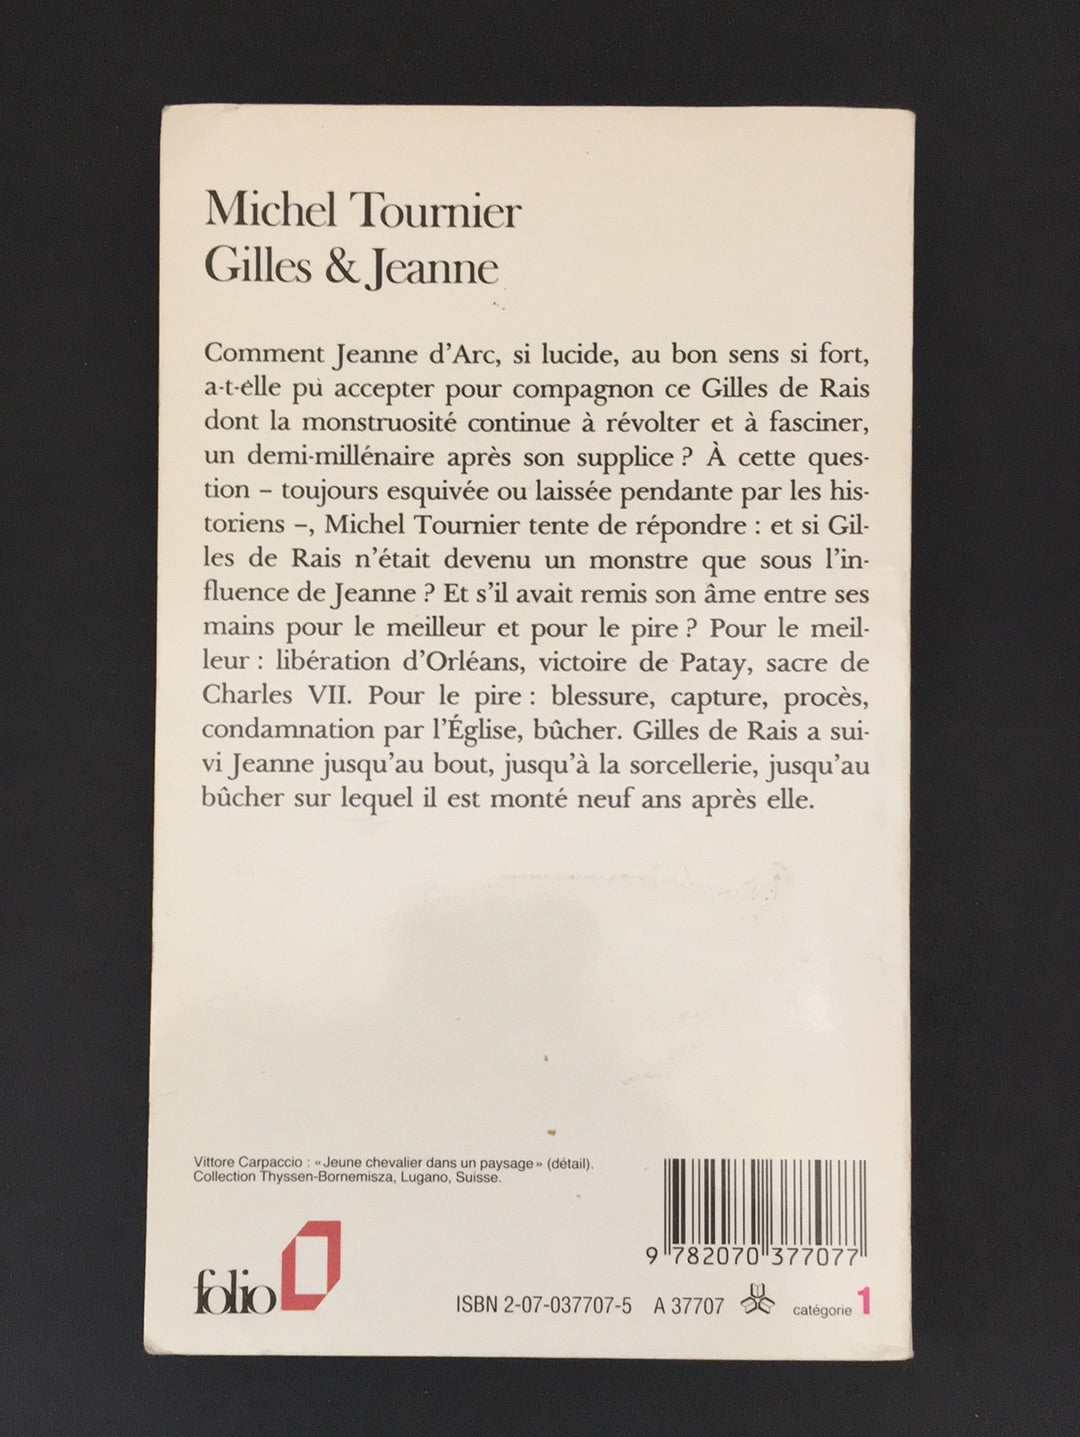 Michel Tournier
Gilles & Jeanne
Comment Jeanne d'Arc, si lucide, au bon sens si fort,
a-t-elle pu accepter pour compagnon ce Gilles de Rais
dont la monstruosité continue à révolter et à fasciner,
un demi-millénaire après son supplice ? À cette ques-
tion – toujours esquivée ou laissée pendante par les his-
toriens –, Michel Tournier tente de répondre : et si Gil-
les de Rais n'était devenu un monstre que sous l'in-
fluence de Jeanne ? Et s'il avait remis son âme entre ses
mains pour le meilleur et pour le pire ? Pour le meil-
leur : libération d'Orléans, victoire de Patay, sacre de
Charles VII. Pour le pire : blessure, capture, procès,
condamnation par l'Église, bûcher. Gilles de Rais a sui-
vi Jeanne jusqu'au bout, jusqu'à la sorcellerie, jusqu'au
bûcher sur lequel il est monté neuf ans après elle.
Vittore Carpaccio : « Jeune chevalier dans un paysage » (détail).
Collection Thyssen-Bornemisza, Lugano, Suisse.
9 782070 377077
folio
ISBN 2-07-037707-5 A 37707 catégorie 1